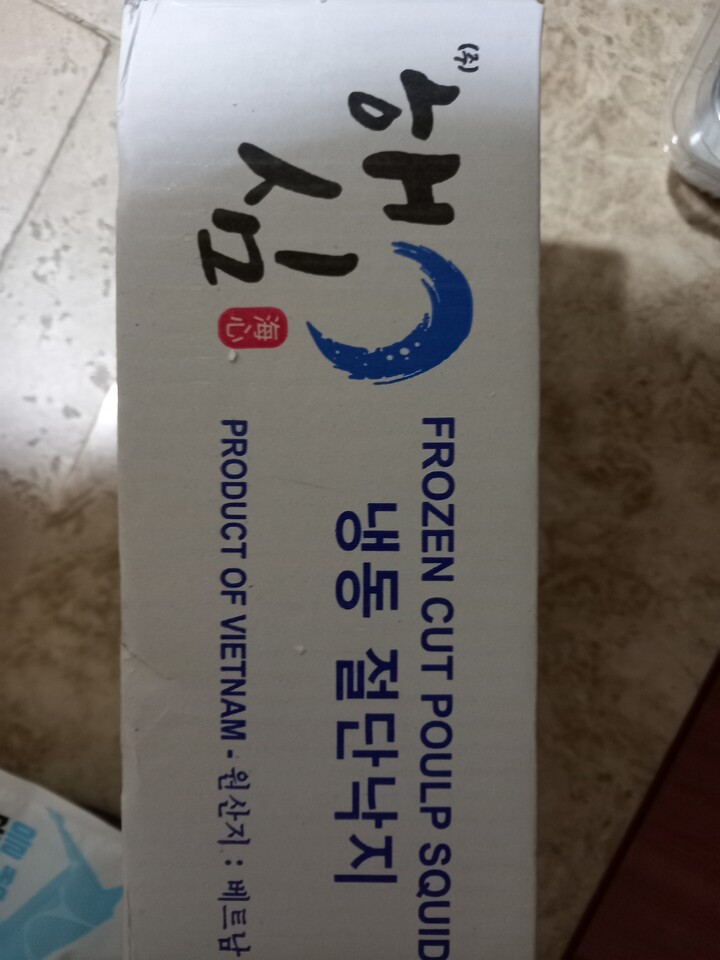 (주)
해
심
海
心
FROZEN CUT POULP SQUID
냉동 절단낙지
PRODUCT OF VIETNAM - 원산지 : 베트남